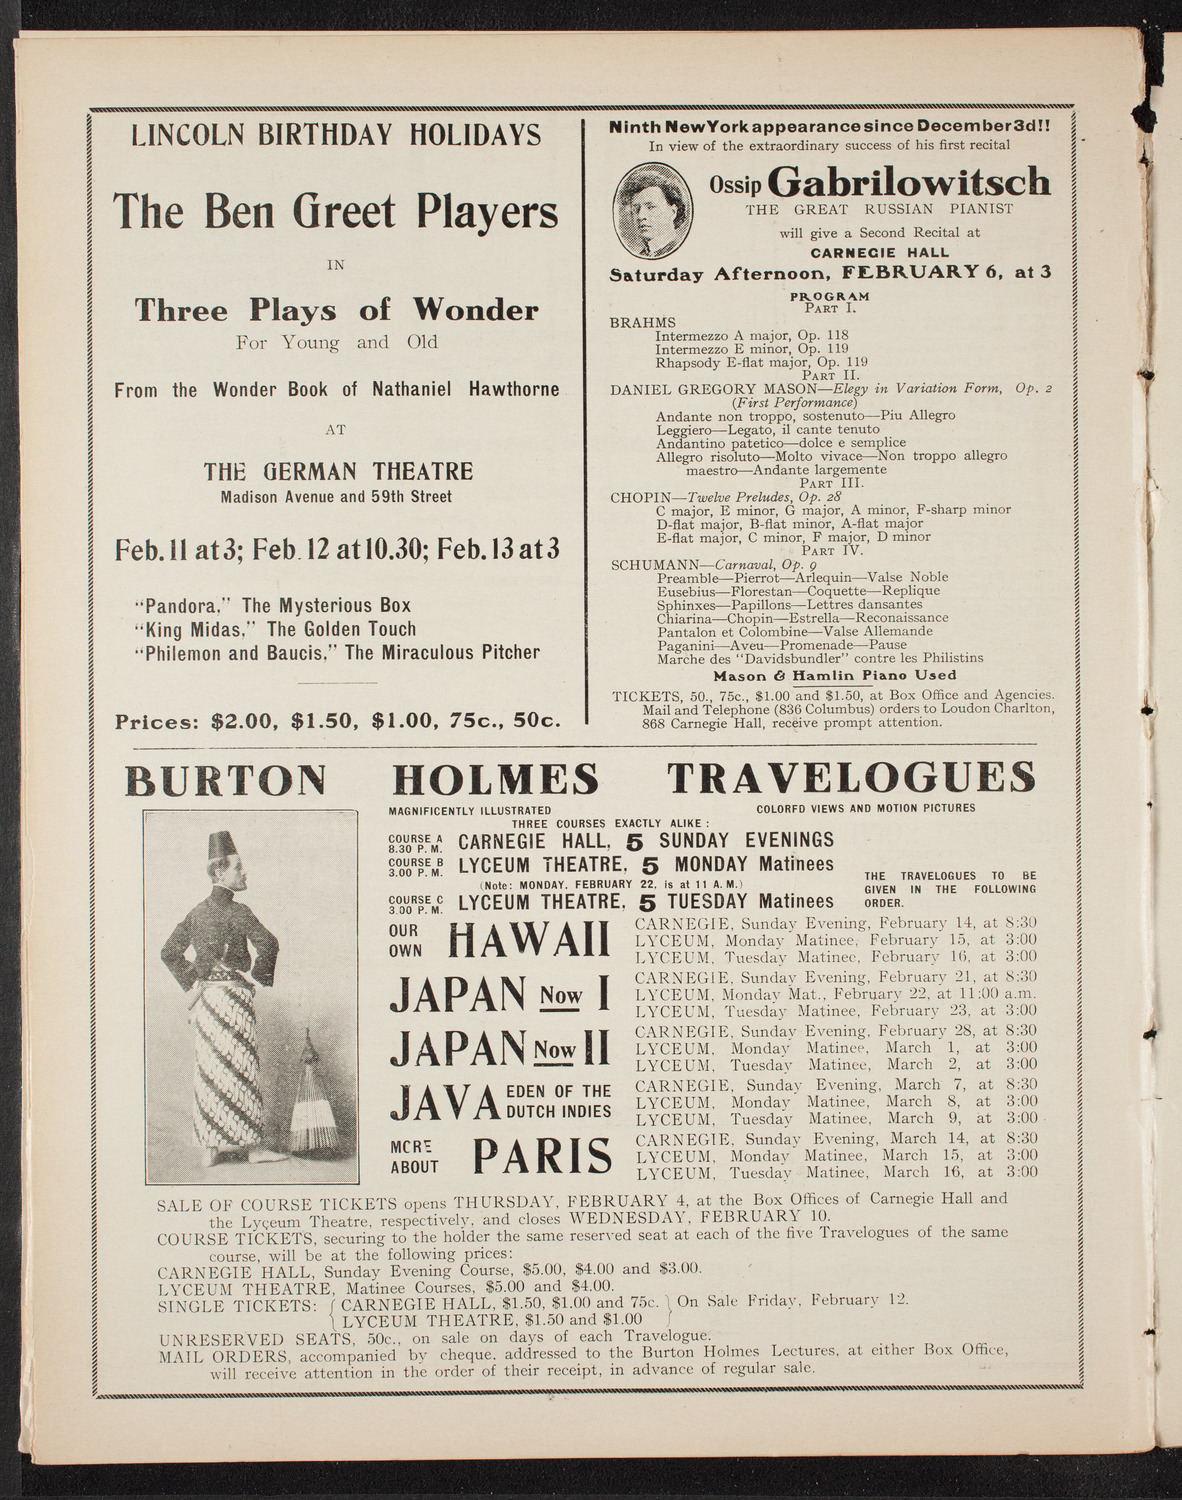 LINCOLN BIRTHDAY HOLIDAYS
The Ben Greet Players
IN
Three Plays of Wonder
For Young and Old
From the Wonder Book of Nathaniel Hawthorne
AT
THE GERMAN THEATRE
Madison Avenue and 59th Street
Feb. 11 at 3; Feb. 12 at 10.30; Feb. 13 at 3
"Pandora," The Mysterious Box
"King Midas," The Golden Touch
"Philemon and Baucis," The Miraculous Pitcher
Prices: $2.00, $1.50, $1.00, 75c., 50c.
Ninth New York appearance since December 3d!!
In view of the extraordinary success of his first recital
Ossip Gabrilowitsch
THE GREAT RUSSIAN PIANIST
will give a Second Recital at
CARNEGIE HALL
Saturday Afternoon, FEBRUARY 6, at 3
PROGRAM
PART I.
BRAHMS
Intermezzo A major, Op. 118
Intermezzo E minor, Op. 119
Rhapsody E-flat major, Op. 119
PART II.
DANIEL GREGORY MASON—Elegy in Variation Form, Op. 2
(First Performance)
Andante non troppo, sostenuto—Piu Allegro
Leggiero—Legato, il cante tenuto
Andantino patetico—dolce e semplice
Allegro risoluto—Molto vivace—Non troppo allegro
maestro—Andante largemente
PART III.
CHOPIN—Twelve Preludes, Op. 28
C major, E minor, G major, A minor, F-sharp minor
D-flat major, B-flat minor, A-flat major
E-flat major, C minor, F major, D minor
PART IV.
SCHUMANN—Carnaval, Op. 9
Preamble—Pierrot—Arlequin—Valse Noble
Eusebius—Florestan—Coquette—Replique
Sphinxes—Papillons—Lettres dansantes
Chiarina—Chopin—Estrella—Reconaissance
Pantalon et Colombine—Valse Allemande
Paganini—Aveu—Promenade—Pause
Marche des "Davidsbundler" contre les Philistins
Mason & Hamlin Piano Used
TICKETS, 50., 75c., $1.00 and $1.50, at Box Office and Agencies.
Mail and Telephone (836 Columbus) orders to Loudon Charlton,
868 Carnegie Hall, receive prompt attention.
BURTON HOLMES TRAVELOGUES
MAGNIFICENTLY ILLUSTRATED COLORFD VIEWS AND MOTION PICTURES
THREE COURSES EXACTLY ALIKE:
COURSE A 8.30 P. M. CARNEGIE HALL, 5 SUNDAY EVENINGS
COURSE B 3.00 P. M. LYCEUM THEATRE, 5 MONDAY Matinees
(Note: MONDAY, FEBRUARY 22, is at 11 A. M.)
COURSE C 3.00 P. M. LYCEUM THEATRE, 5 TUESDAY Matinees
THE TRAVELOGUES TO BE
GIVEN IN THE FOLLOWING
ORDER.
OUR OWN HAWAII
CARNEGIE, Sunday Evening, February 14, at 8:30
LYCEUM, Monday Matinee, February 15, at 3:00
LYCEUM, Tuesday Matinee, February 16, at 3:00
JAPAN Now I
CARNEGIE, Sunday Evening, February 21, at 8:30
LYCEUM, Monday Mat., February 22, at 11:00 a.m.
LYCEUM, Tuesday Matinee, February 23, at 3:00
JAPAN Now II
CARNEGIE, Sunday Evening, February 28, at 8:30
LYCEUM, Monday Matinee, March 1, at 3:00
LYCEUM, Tuesday Matinee, March 2, at 3:00
JAVA EDEN OF THE DUTCH INDIES
CARNEGIE, Sunday Evening, March 7, at 8:30
LYCEUM, Monday Matinee, March 8, at 3:00
LYCEUM, Tuesday Matinee, March 9, at 3:00
MCRE ABOUT PARIS
CARNEGIE, Sunday Evening, March 14, at 8:30
LYCEUM, Monday Matinee, March 15, at 3:00
LYCEUM, Tuesday Matinee, March 16, at 3:00
SALE OF COURSE TICKETS opens THURSDAY, FEBRUARY 4, at the Box Offices of Carnegie Hall and
the Lyceum Theatre, respectively, and closes WEDNESDAY, FEBRUARY 10.
COURSE TICKETS, securing to the holder the same reserved seat at each of the five Travelogues of the same
course, will be at the following prices:
CARNEGIE HALL, Sunday Evening Course, $5.00, $4.00 and $3.00.
LYCEUM THEATRE, Matinee Courses, $5.00 and $4.00.
SINGLE TICKETS: { CARNEGIE HALL, $1.50, $1.00 and 75c. } On Sale Friday, February 12.
LYCEUM THEATRE, $1.50 and $1.00
UNRESERVED SEATS, 50c., on sale on days of each Travelogue.
MAIL ORDERS, accompanied by cheque, addressed to the Burton Holmes Lectures, at either Box Office,
will receive attention in the order of their receipt, in advance of regular sale.